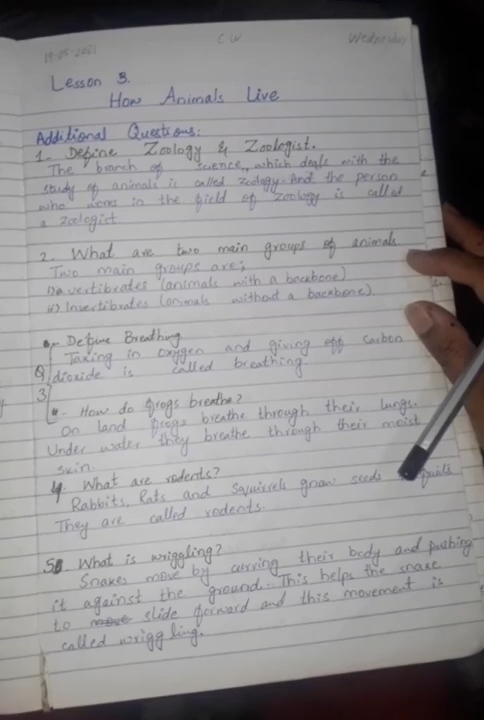 19-05-2021 C W Wednesday
Lesson 3.
How Animals Live
Additional Questions:
1. Define Zoology & Zoologist.
The branch of science, which deals with the
study of animals is called zoology. And the person
who works in the field of zoology is called
a zoologist
2. What are two main groups of animals
Two main groups are;
i) vertibrates (animals with a backbone)
ii) Invertibrates (animals without a backbone).
Define Breathing
Taking in oxygen and giving off carbon
dioxide is called breathing.
Q
3
How do frogs breathe?
On land frogs breathe through their lungs.
Under water they breathe through their moist
skin.
4. What are rodents?
Rabbits, Rats and Squirrels gnaw seeds
They are called rodents.
5 What is wriggling?
Snakes move by curving their body and pushing
it against the ground. This helps the snake
to move slide forward and this movement is
called wriggling.